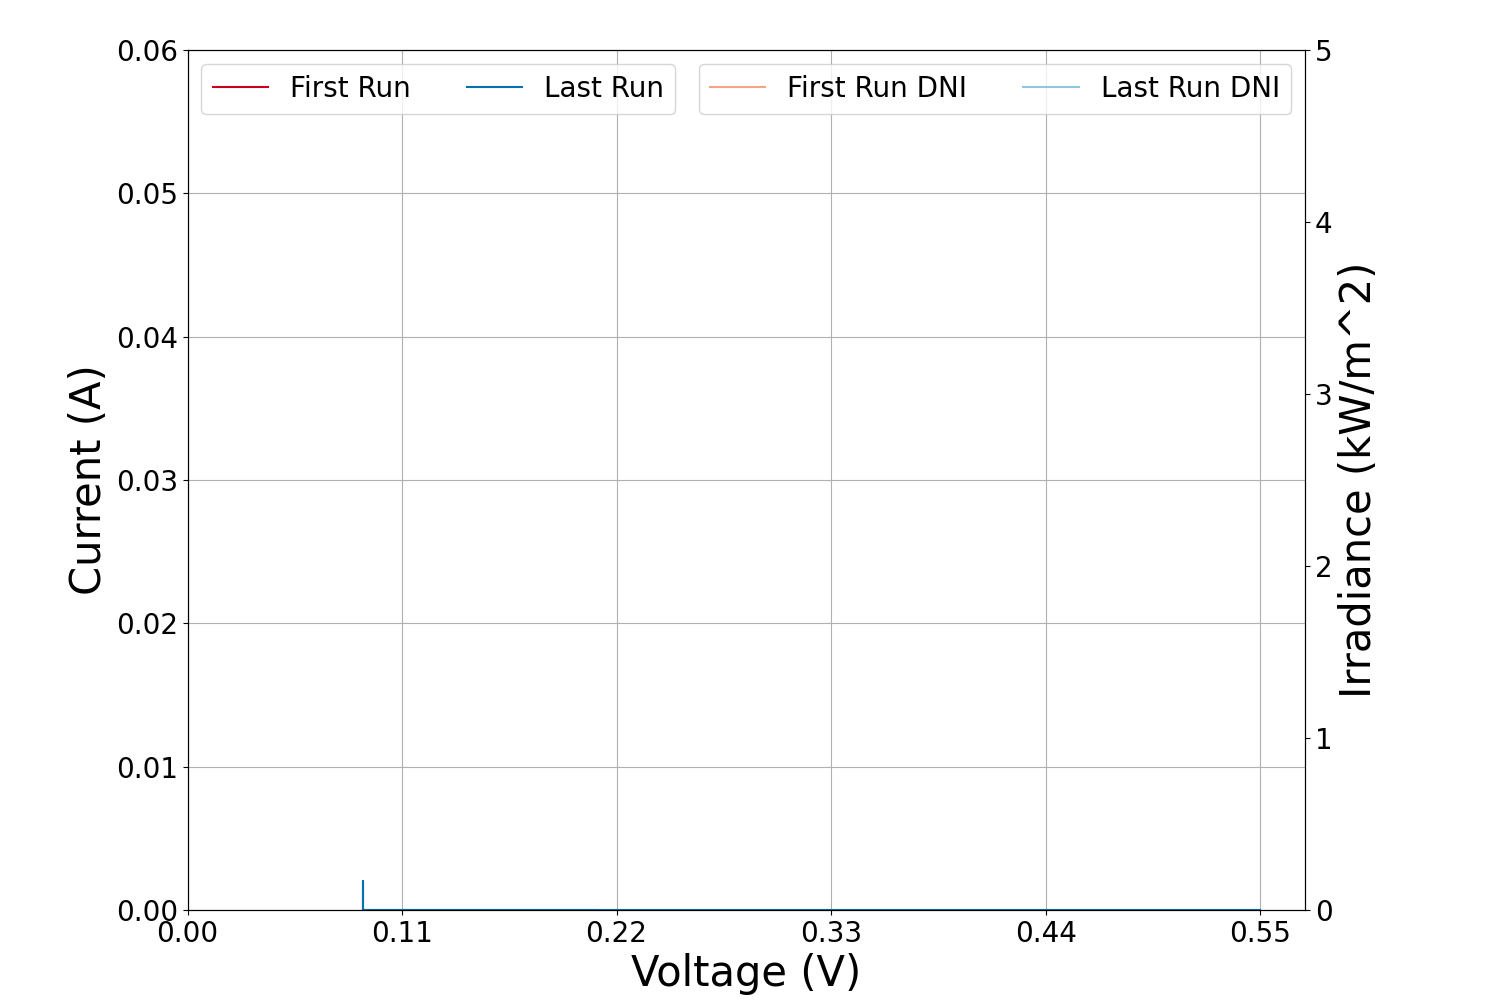 First Run
Last Run
First Run DNI
Last Run DNI
0.06
0.05
0.04
0.03
0.02
0.01
0.00
Current (A)
5
4
3
2
1
0
Irradiance (kW/m^2)
0.00 0.11 0.22 0.33 0.44 0.55
Voltage (V)